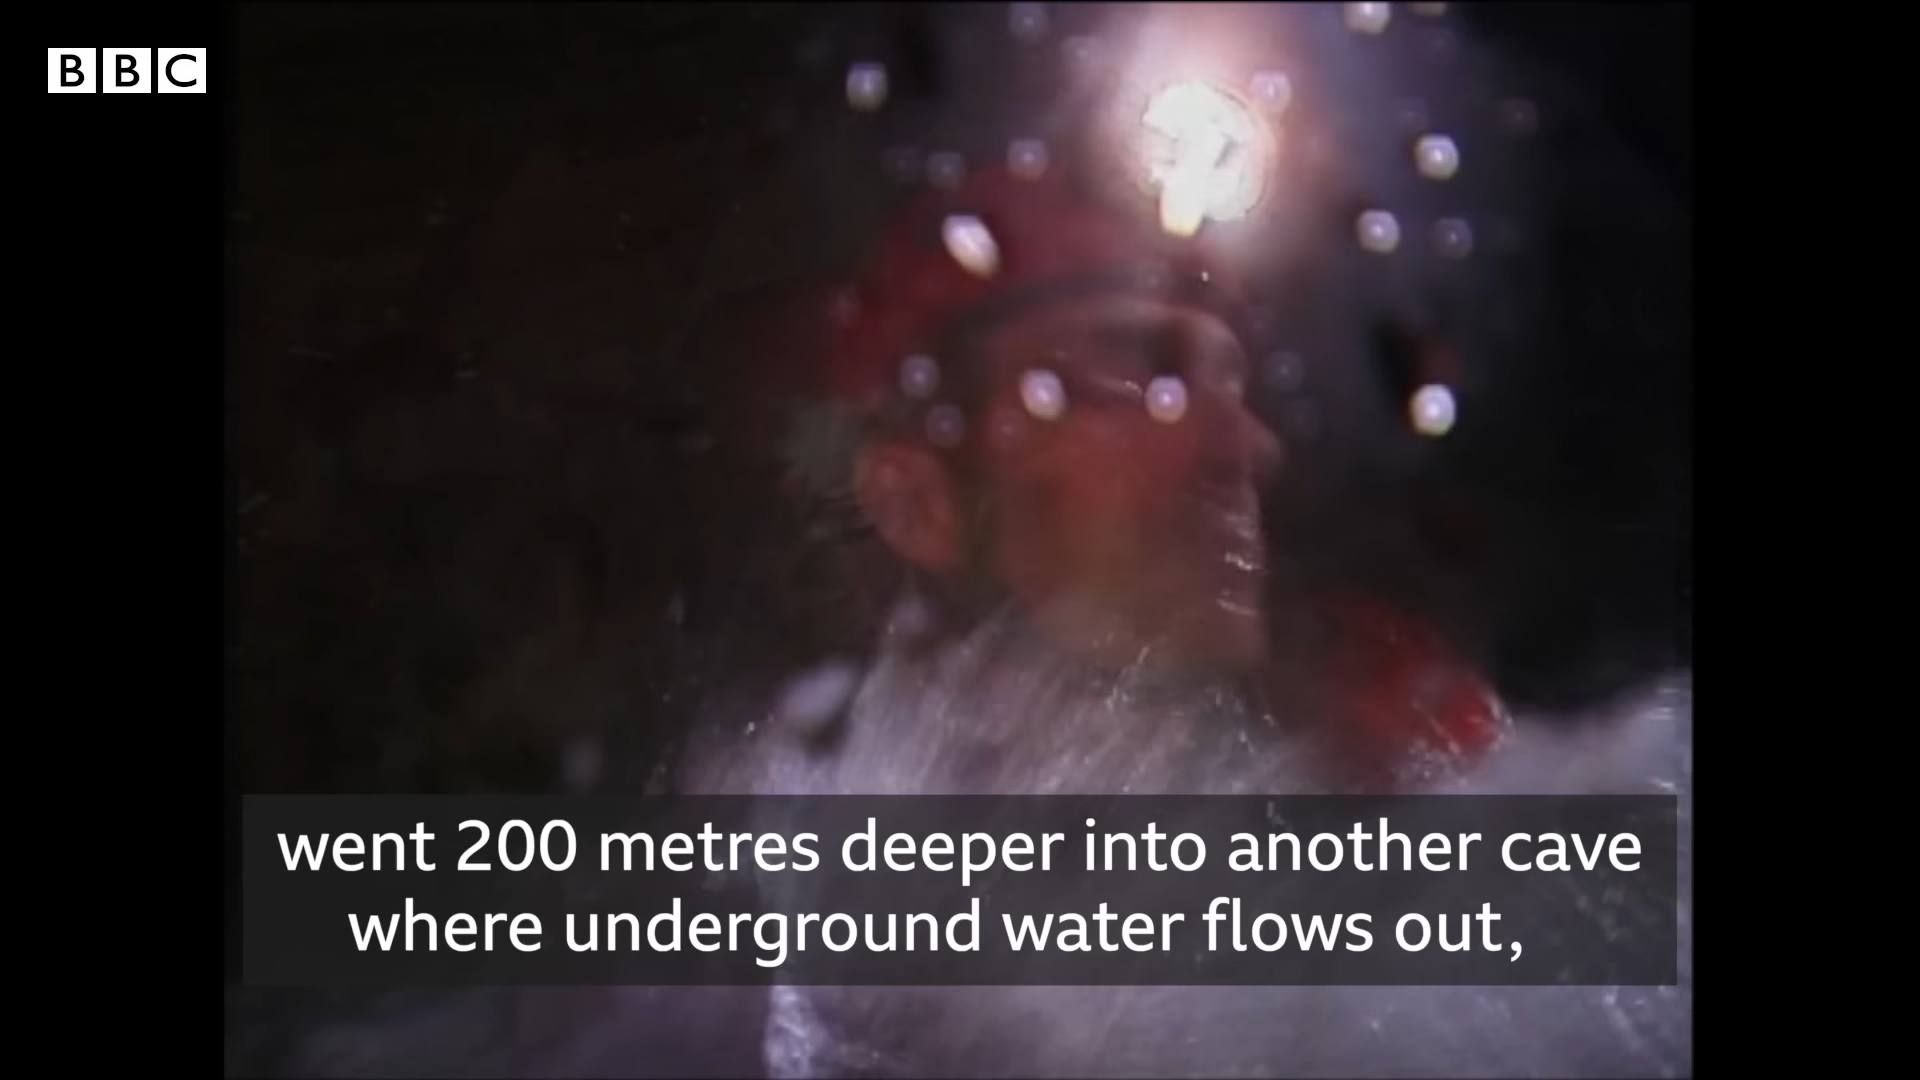 BBC
went 200 metres deeper into another cave
where underground water flows out,